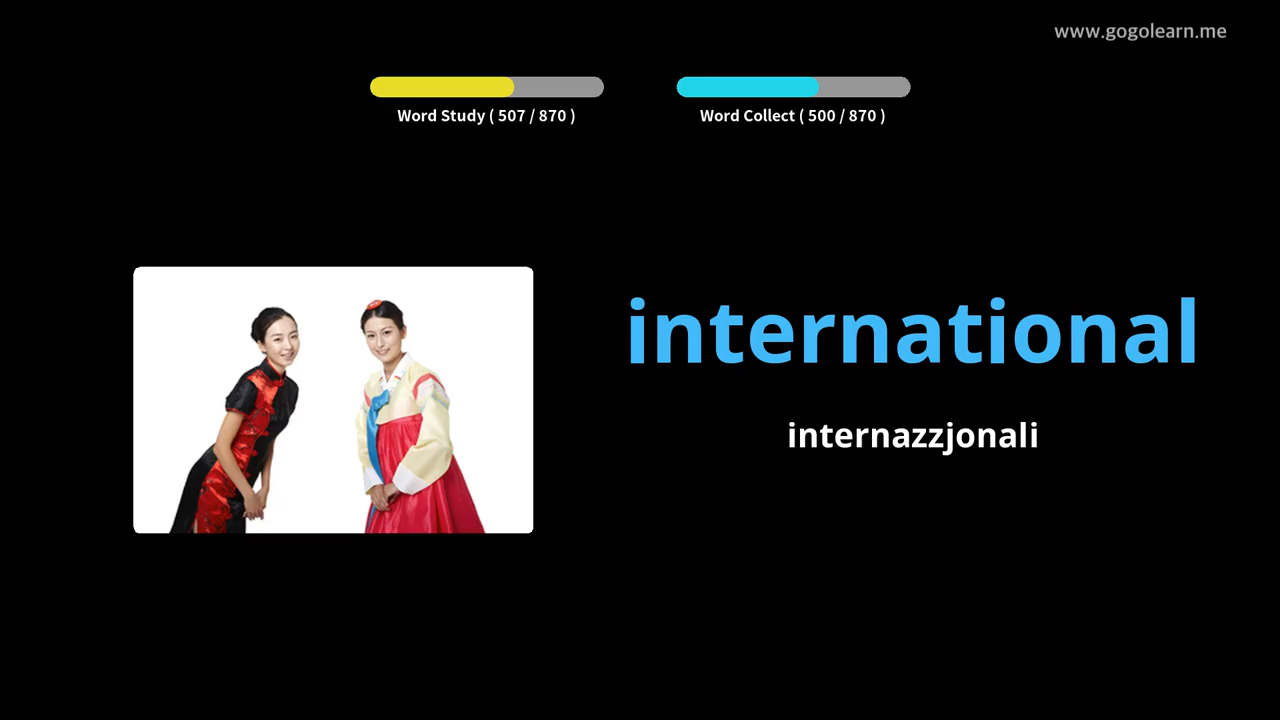 www.gogolearn.me
Word Study ( 507 / 870 )
Word Collect ( 500 / 870 )
international
internazzjonali